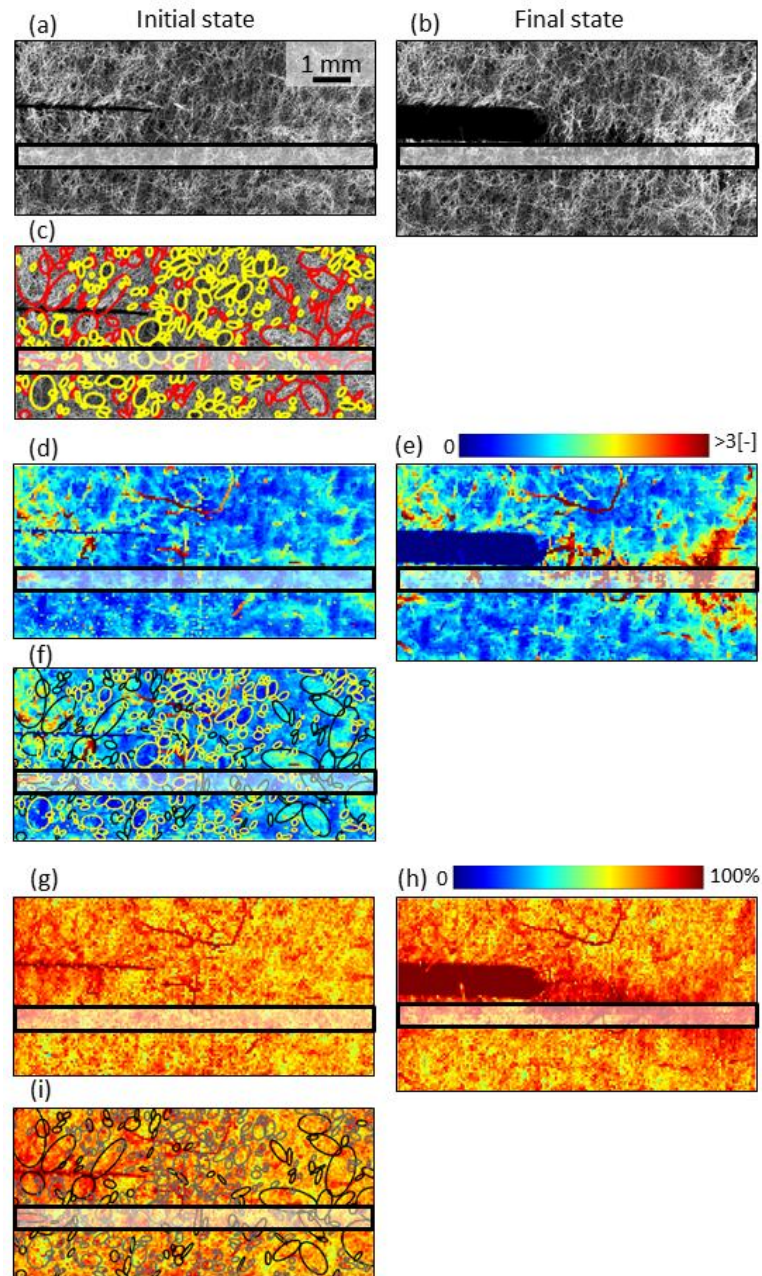 Initial state
Final state
(a)
(b)
1 mm
(c)
(d)
(e)
0
>3[-]
(f)
(g)
(h)
0
100%
(i)